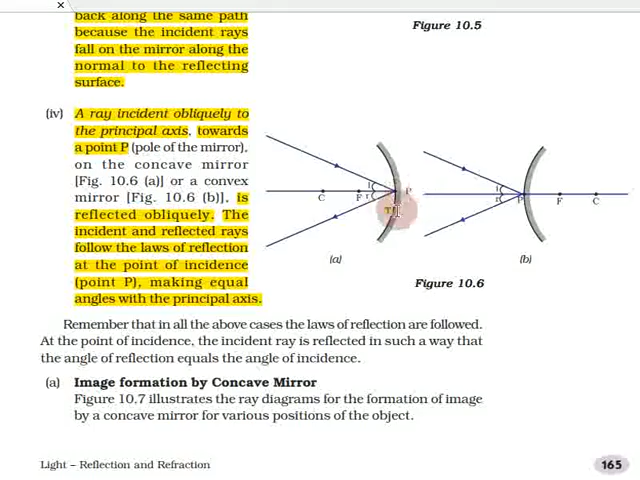 back along the same path
because the incident rays
fall on the mirror along the
normal to the reflecting
surface.
Figure 10.5
(iv) A ray incident obliquely to
the principal axis, towards
a point P (pole of the mirror),
on the concave mirror
[Fig. 10.6 (a)] or a convex
mirror [Fig. 10.6 (b)], is
reflected obliquely. The
incident and reflected rays
follow the laws of reflection
at the point of incidence
(point P), making equal
angles with the principal axis.
C F i r P
(a)
i r P F C
(b)
Figure 10.6
Remember that in all the above cases the laws of reflection are followed.
At the point of incidence, the incident ray is reflected in such a way that
the angle of reflection equals the angle of incidence.
(a) Image formation by Concave Mirror
Figure 10.7 illustrates the ray diagrams for the formation of image
by a concave mirror for various positions of the object.
Light – Reflection and Refraction
165